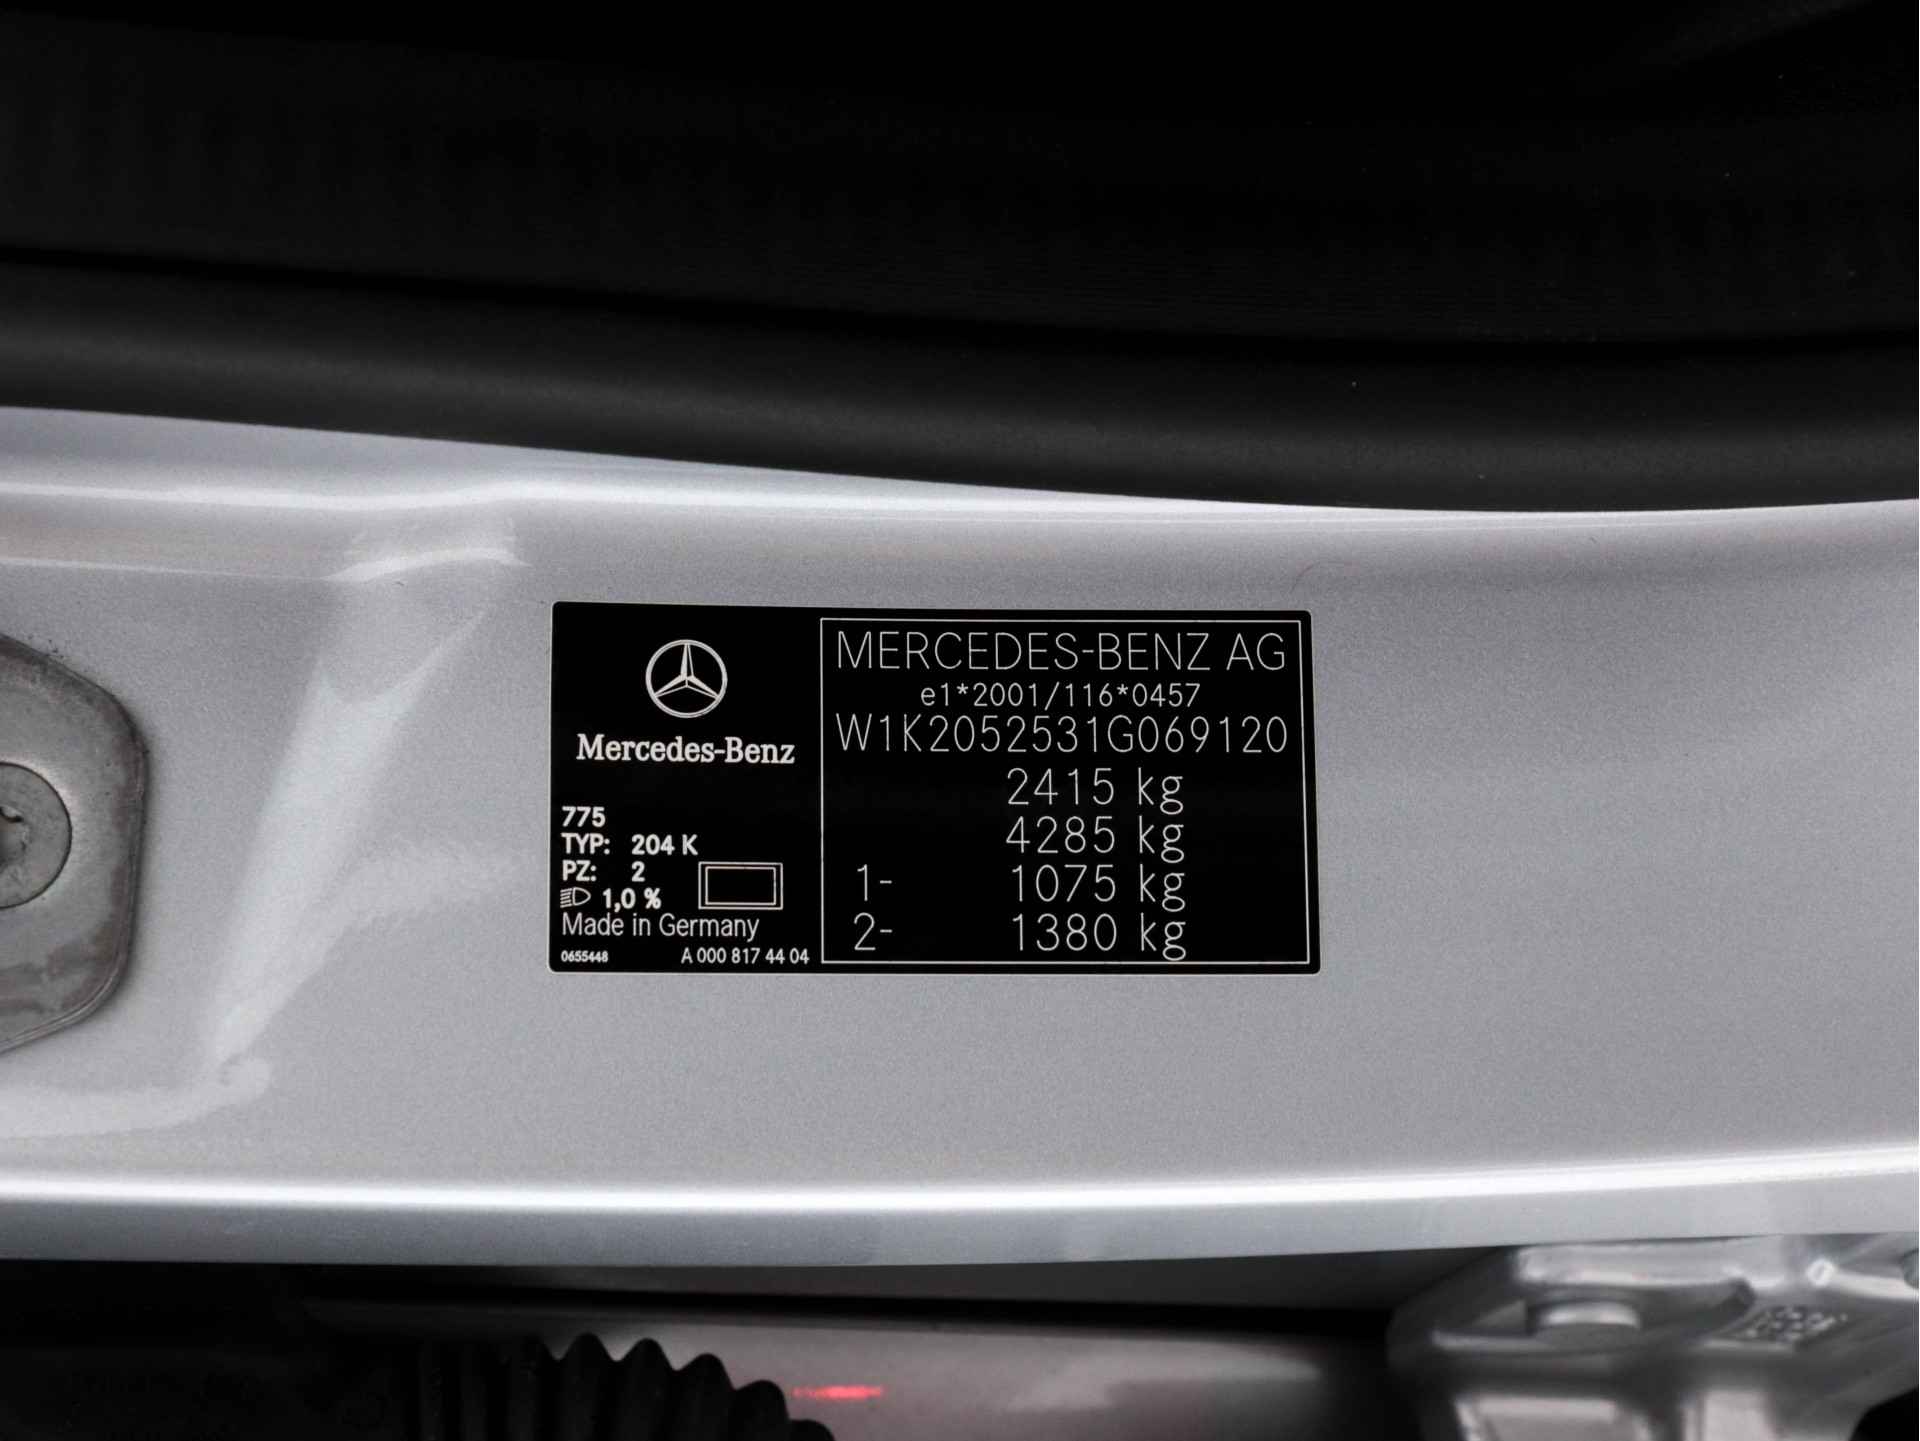 Mercedes-Benz
775
TYP: 204 K
PZ: 2
1,0 %
Made in Germany
0655448 A 000 817 44 04
MERCEDES-BENZ AG
e1*2001/116*0457
W1K2052531G069120
2415 kg
4285 kg
1- 1075 kg
2- 1380 kg